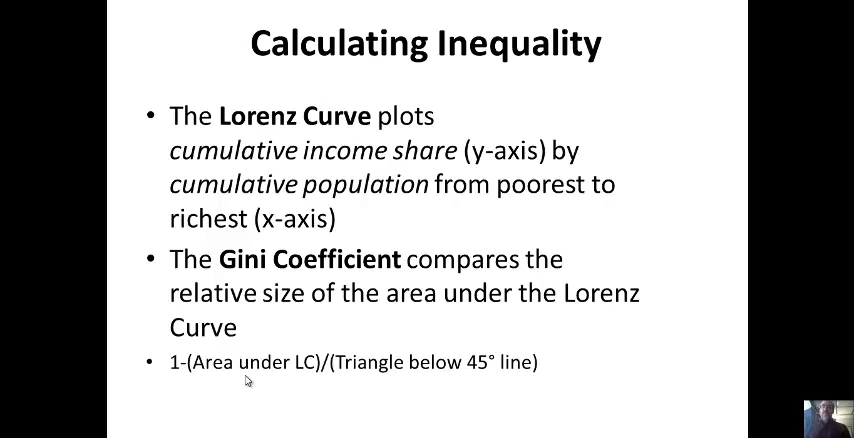 Calculating Inequality
• The Lorenz Curve plots
cumulative income share (y-axis) by
cumulative population from poorest to
richest (x-axis)
• The Gini Coefficient compares the
relative size of the area under the Lorenz
Curve
• 1-(Area under LC)/(Triangle below 45° line)